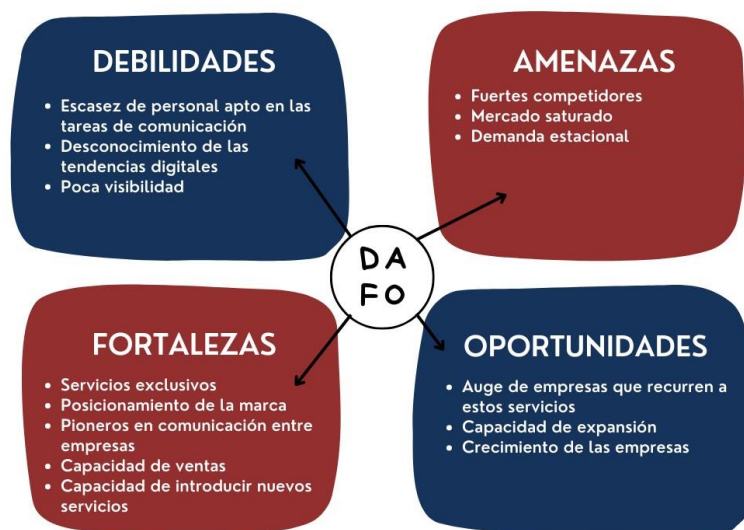 DEBILIDADES
• Escasez de personal apto en las
tareas de comunicación
• Desconocimiento de las
tendencias digitales
• Poca visibilidad
AMENAZAS
• Fuertes competidores
• Mercado saturado
• Demanda estacional
D A
F O
FORTALEZAS
• Servicios exclusivos
• Posicionamiento de la marca
• Pioneros en comunicación entre
empresas
• Capacidad de ventas
• Capacidad de introducir nuevos
servicios
OPORTUNIDADES
• Auge de empresas que recurren a
estos servicios
• Capacidad de expansión
• Crecimiento de las empresas